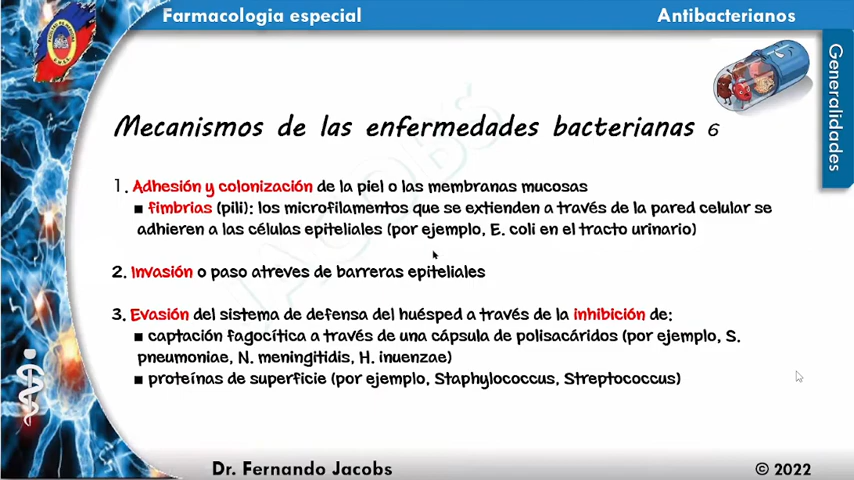 Farmacologia especial
Antibacterianos
Generalidades
Mecanismos de las enfermedades bacterianas 6
1. Adhesión y colonización de la piel o las membranas mucosas
■ fimbrias (pili): los microfilamentos que se extienden a través de la pared celular se
adhieren a las células epiteliales (por ejemplo, E. coli en el tracto urinario)
2. Invasión o paso atreves de barreras epiteliales
3. Evasión del sistema de defensa del huésped a través de la inhibición de:
■ captación fagocítica a través de una cápsula de polisacáridos (por ejemplo, S.
pneumoniae, N. meningitidis, H. inuenzae)
■ proteínas de superficie (por ejemplo, Staphylococcus, Streptococcus)
JACOBS
Dr. Fernando Jacobs
© 2022